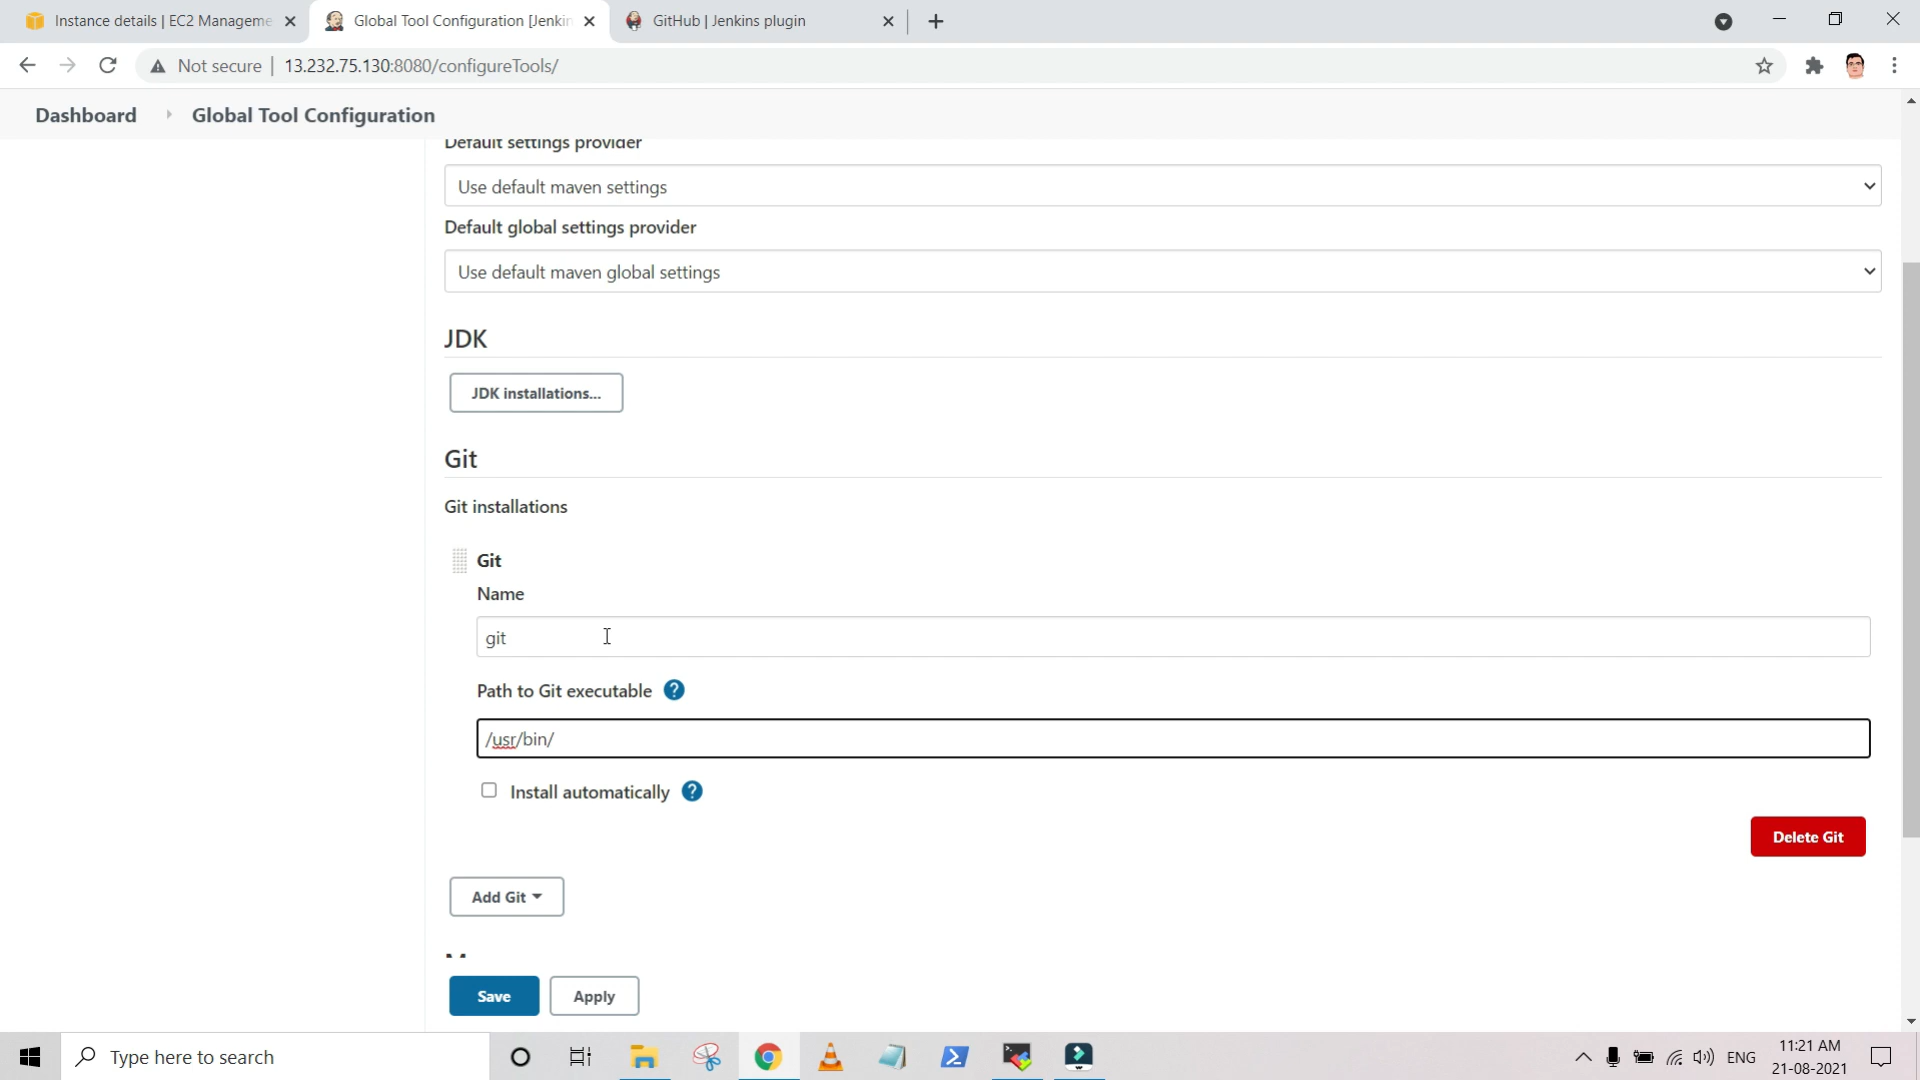 Instance details | EC2 Manageme
Global Tool Configuration [Jenkin
GitHub | Jenkins plugin
Not secure
13.232.75.130:8080/configureTools/
Dashboard
Global Tool Configuration
Default settings provider
Use default maven settings
Default global settings provider
Use default maven global settings
JDK
JDK installations...
Git
Git installations
Git
Name
git
Path to Git executable ?
/usr/bin/
Install automatically ?
Delete Git
Add Git
Save
Apply
Type here to search
ENG
11:21 AM
21-08-2021